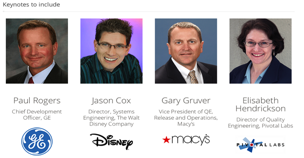 Keynotes to include
Paul Rogers
Chief Development
Officer, GE
GE
Jason Cox
Director, Systems
Engineering, The Walt
Disney Company
Disney
Gary Gruver
Vice President of QE,
Release and Operations,
Macy's
macy's
Elisabeth
Hendrickson
Director of Quality
Engineering, Pivotal Labs
PIVOTAL LABS